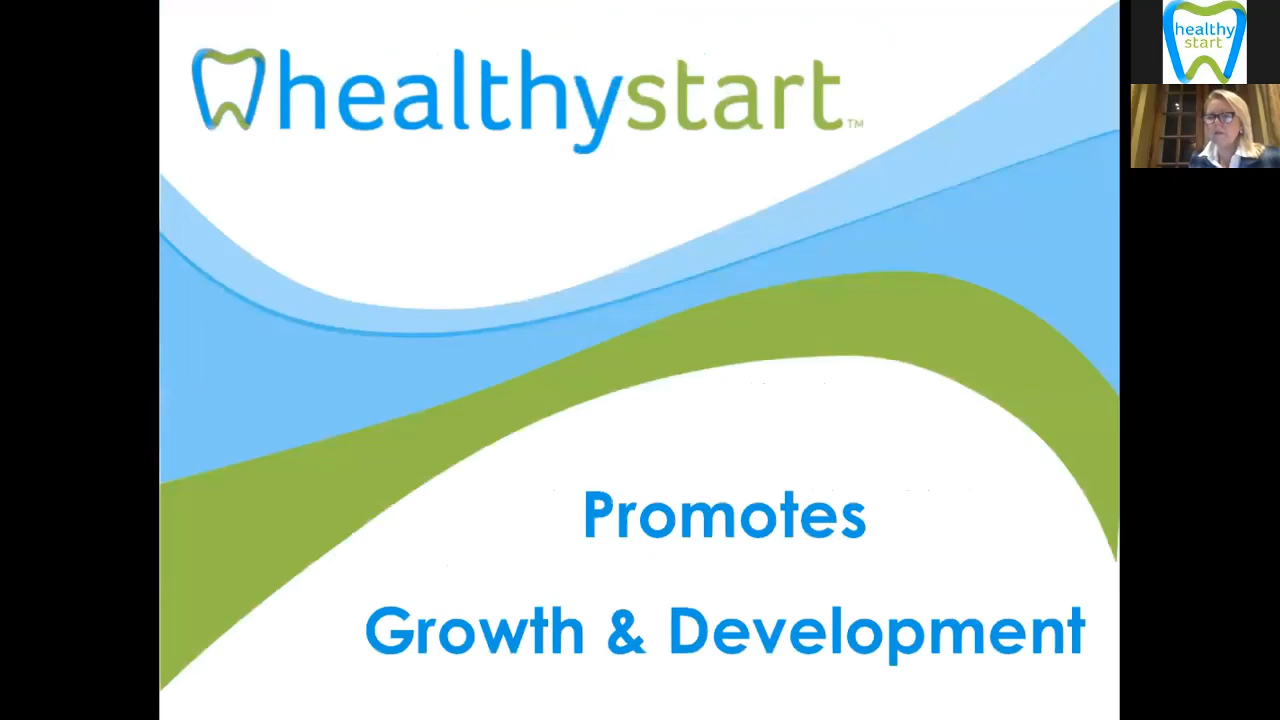 healthystart™
healthy
start
Promotes
Growth & Development